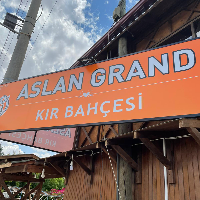 ASLAN GRAND
KIR BAHÇESİ